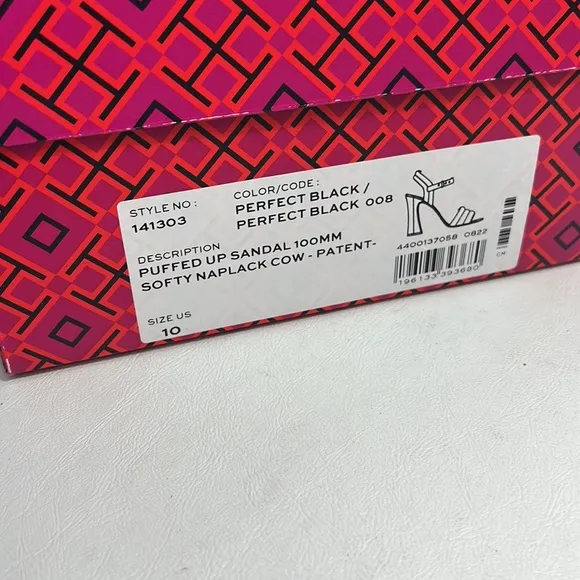 STYLE NO :
141303
COLOR/CODE :
PERFECT BLACK /
PERFECT BLACK 008
DESCRIPTION
PUFFED UP SANDAL 100MM
SOFTY NAPLACK COW - PATENT-
SIZE US
10
4400137058 0822
196133393680
CH